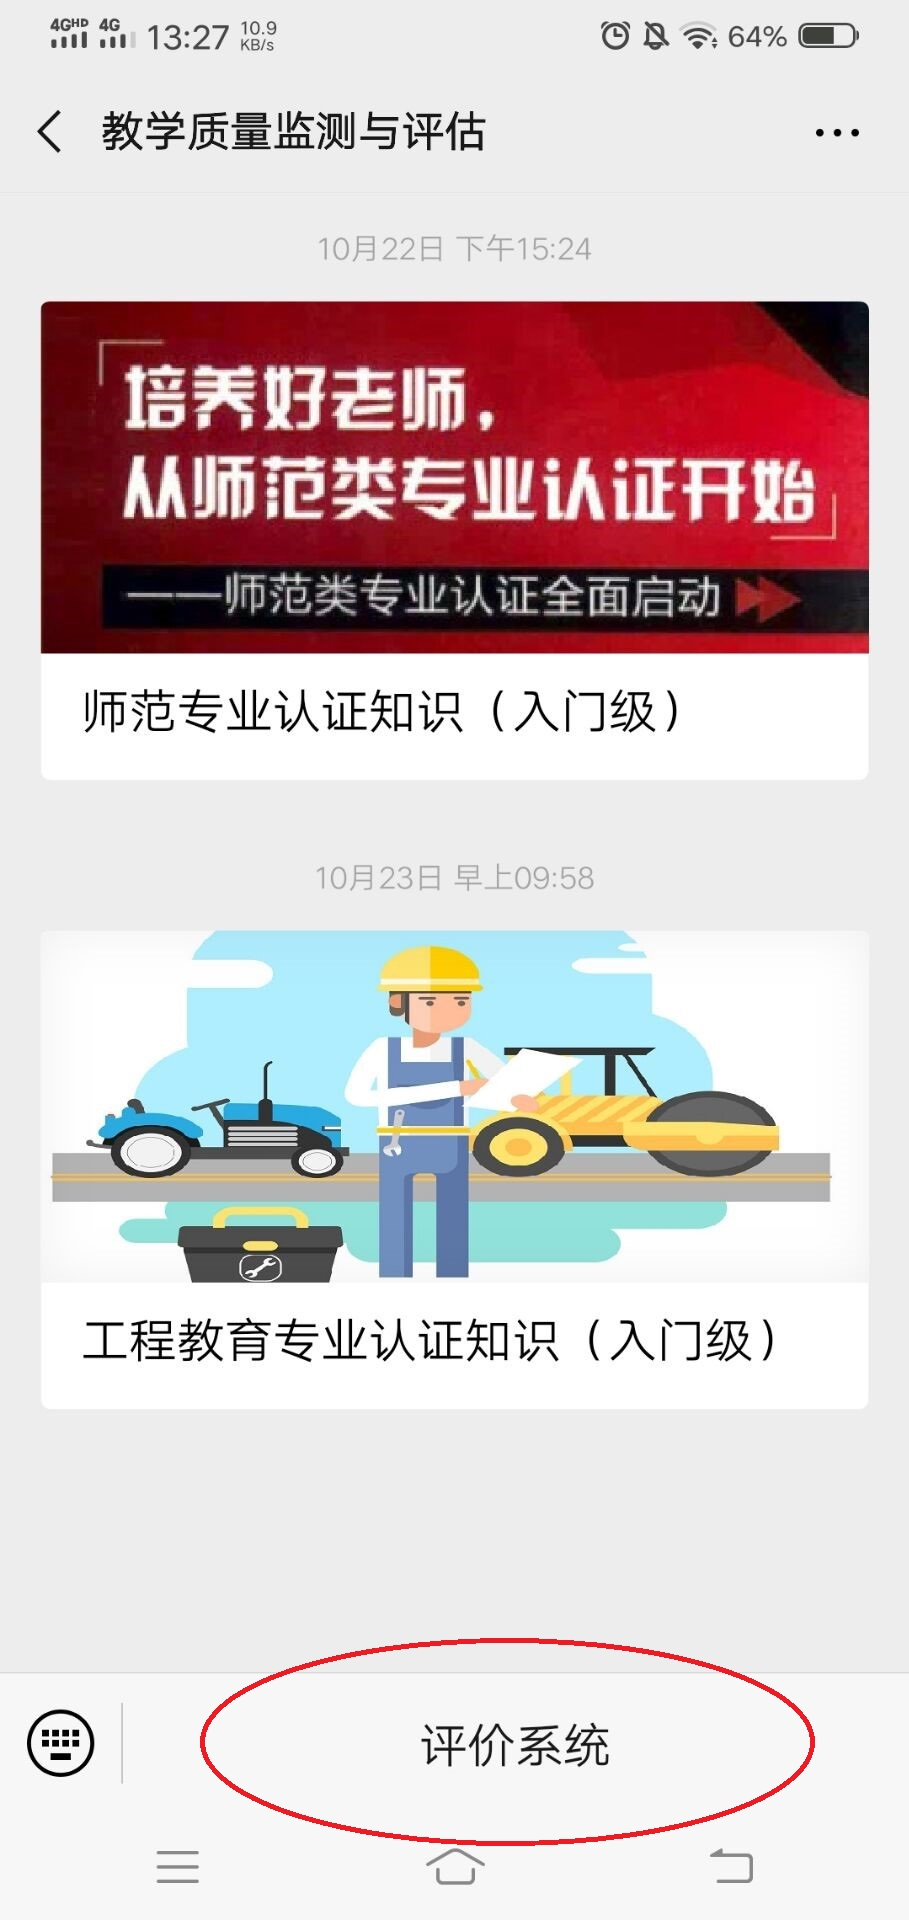 4GHD 4G 13:27 10.9 KB/s 64%
教学质量监测与评估
10月22日 下午15:24
培养好老师,
从师范类专业认证开始
——师范类专业认证全面启动
师范专业认证知识（入门级）
10月23日 早上09:58
工程教育专业认证知识（入门级）
评价系统